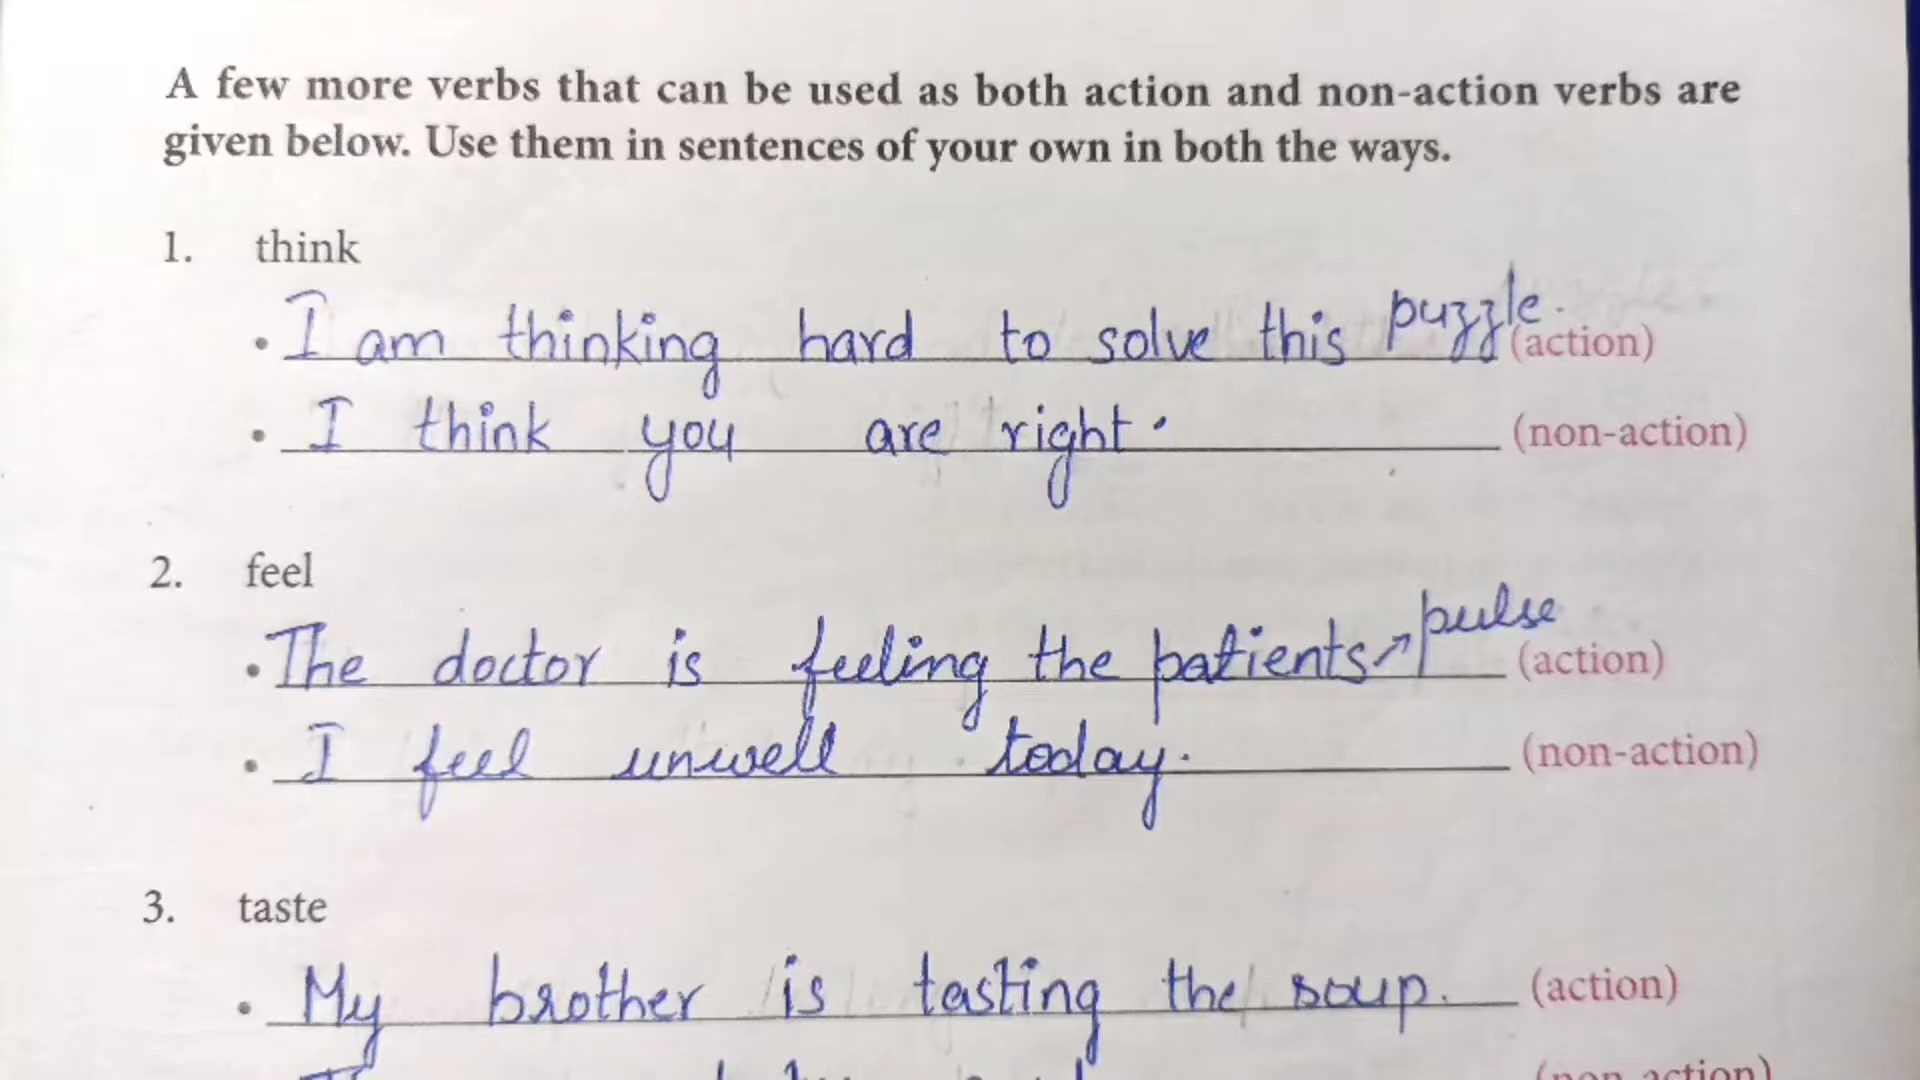 A few more verbs that can be used as both action and non-action verbs are
given below. Use them in sentences of your own in both the ways.
1. think
• I am thinking hard to solve this puzzle. (action)
• I think you are right. (non-action)
2. feel
• The doctor is feeling the patients pulse (action)
• I feel unwell today. (non-action)
3. taste
• My brother is tasting the soup. (action)
(non-action)